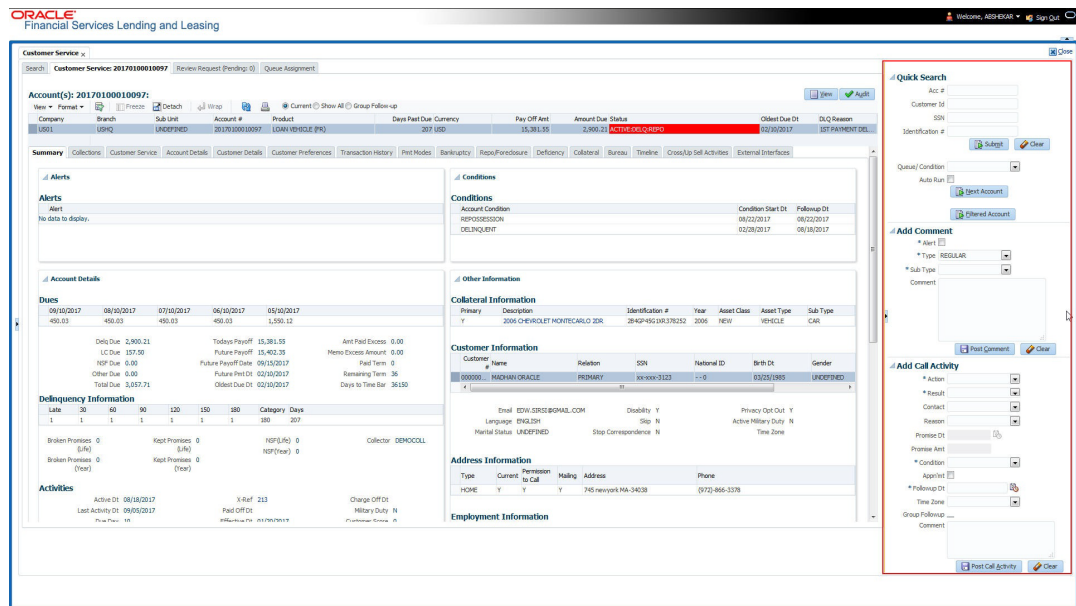 ORACLE
Financial Services Lending and Leasing
Welcome, ABSHEKAR
Sign Out
Customer Service
Close
Search Customer Service: 20170100010097 Review Request (Pending: 0) Queue Assignment
Account(s): 20170100010097:
View Audit
View Format Freeze Detach Wrap Current Show All Group Follow-up
Company Branch Sub Unit Account # Product Days Past Due Currency Pay Off Amt Amount Due Status Oldest Due Dt DLQ Reason
US01 USHQ UNDEFINED 20170100010097 LOAN VEHICLE (FR) 207 USD 15,381.55 2,900.21 ACTIVE:DELQ:REPO 02/10/2017 1ST PAYMENT DEL...
Summary Collections Customer Service Account Details Customer Details Customer Preferences Transaction History Pmt Modes Bankruptcy Repo/Foreclosure Deficiency Collateral Bureau Timeline Cross/Up Sell Activities External Interfaces
Alerts
Alerts
Alert
No data to display.
Conditions
Conditions
Account Condition Condition Start Dt Followup Dt
REPOSSESSION 08/22/2017 08/22/2017
DELINQUENT 02/28/2017 08/18/2017
Account Details
Dues
09/10/2017 08/10/2017 07/10/2017 06/10/2017 05/10/2017
450.03 450.03 450.03 450.03 1,550.12
Delq Due 2,900.21 Todays Payoff 15,381.55 Amt Paid Excess 0.00
LC Due 157.50 Future Payoff 15,402.35 Memo Excess Amount 0.00
NSF Due 0.00 Future Payoff Date 09/15/2017 Paid Term 0
Other Due 0.00 Future Pmt Dt 02/10/2017 Remaining Term 36
Total Due 3,057.71 Oldest Due Dt 02/10/2017 Days to Time Bar 36150
Delinquency Information
Late 30 60 90 120 150 180 Category Days
1 1 1 1 1 1 1 180 207
Broken Promises (Life) 0 Kept Promises (Life) 0 NSF(Life) 0 Collector DEMOCOLL
Broken Promises (Year) 0 Kept Promises (Year) 0 NSF(Year) 0
Activities
Active Dt 08/18/2017 X-Ref 213 Charge Off Dt
Last Activity Dt 09/05/2017 Paid Off Dt Military Duty N
Due Day 10 Effective Dt 01/20/2017 Customer Score 0
Other Information
Collateral Information
Primary Description Identification # Year Asset Class Asset Type Sub Type
Y 2006 CHEVROLET MONTECARLO 2DR 2B4GP45G1XR378252 2006 NEW VEHICLE CAR
Customer Information
Customer # Name Relation SSN National ID Birth Dt Gender
000000... MADHAN ORACLE PRIMARY xx-xxx-3123 - - 0 03/25/1985 UNDEFINED
Email EDW.SIRSI@GMAIL.COM Disability Y Privacy Opt Out Y
Language ENGLISH Skip N Active Military Duty N
Marital Status UNDEFINED Stop Correspondence N Time Zone
Address Information
Type Current Permission to Call Mailing Address Phone
HOME Y Y Y 745 newyork MA-34038 (972)-866-3378
Employment Information
Quick Search
Acc #
Customer Id
SSN
Identification #
Submit Clear
Queue/ Condition
Auto Run
Next Account
Filtered Account
Add Comment
* Alert
* Type REGULAR
* Sub Type
Comment
Post Comment Clear
Add Call Activity
* Action
* Result
Contact
Reason
Promise Dt
Promise Amt
* Condition
Appn'mt
* Followup Dt
Time Zone
Group Followup
Comment
Post Call Activity Clear